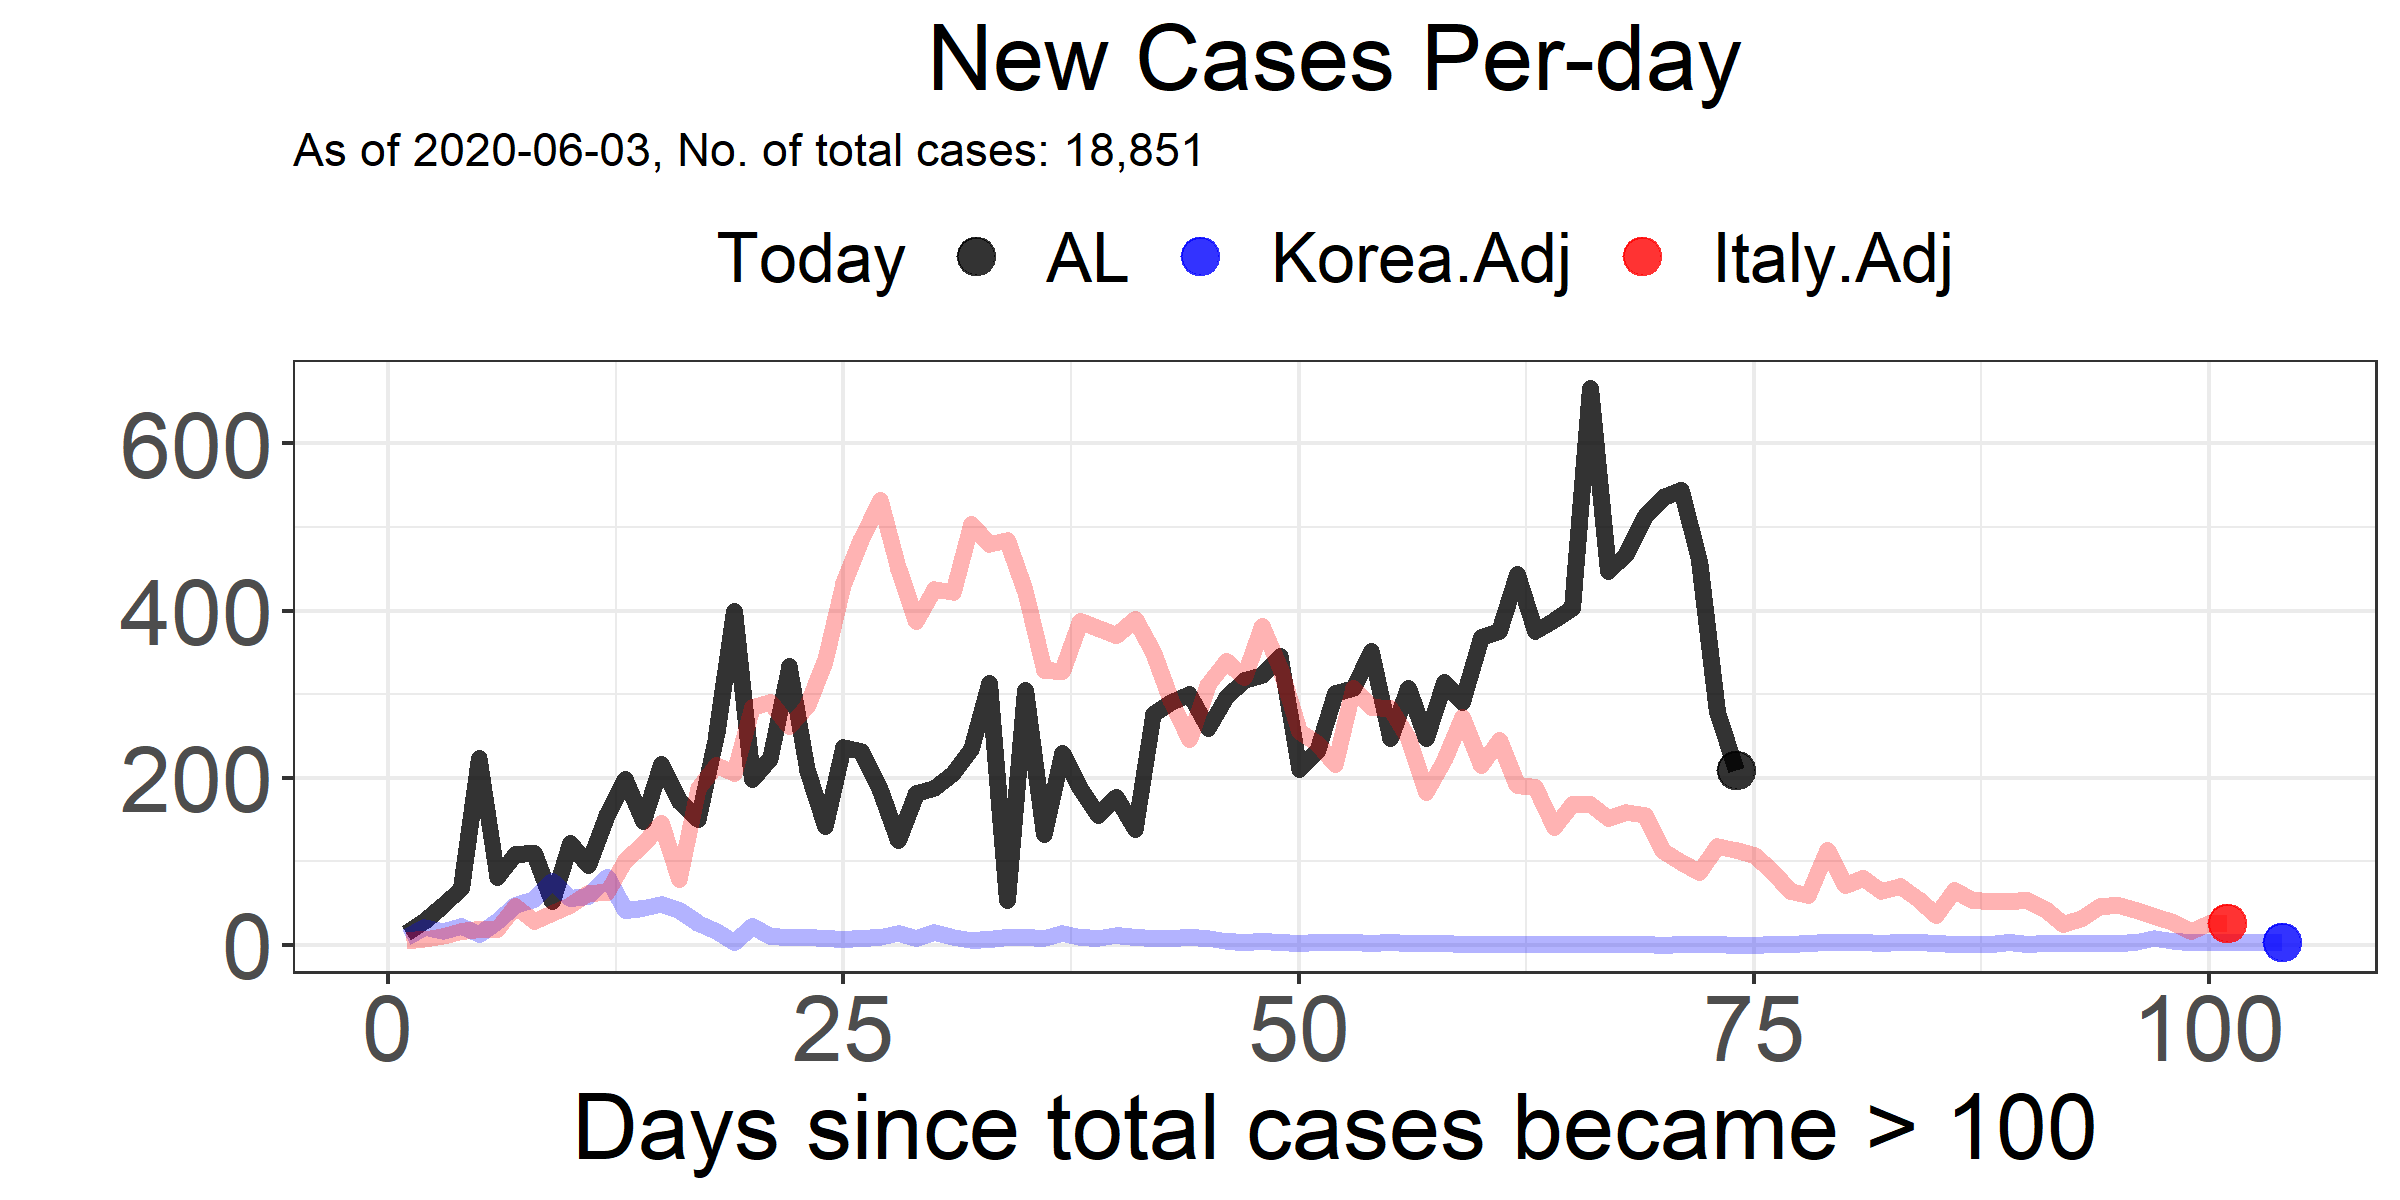 New Cases Per-day
As of 2020-06-03, No. of total cases: 18,851
Today AL Korea.Adj Italy.Adj
600
400
200
0
0 25 50 75 100
Days since total cases became > 100